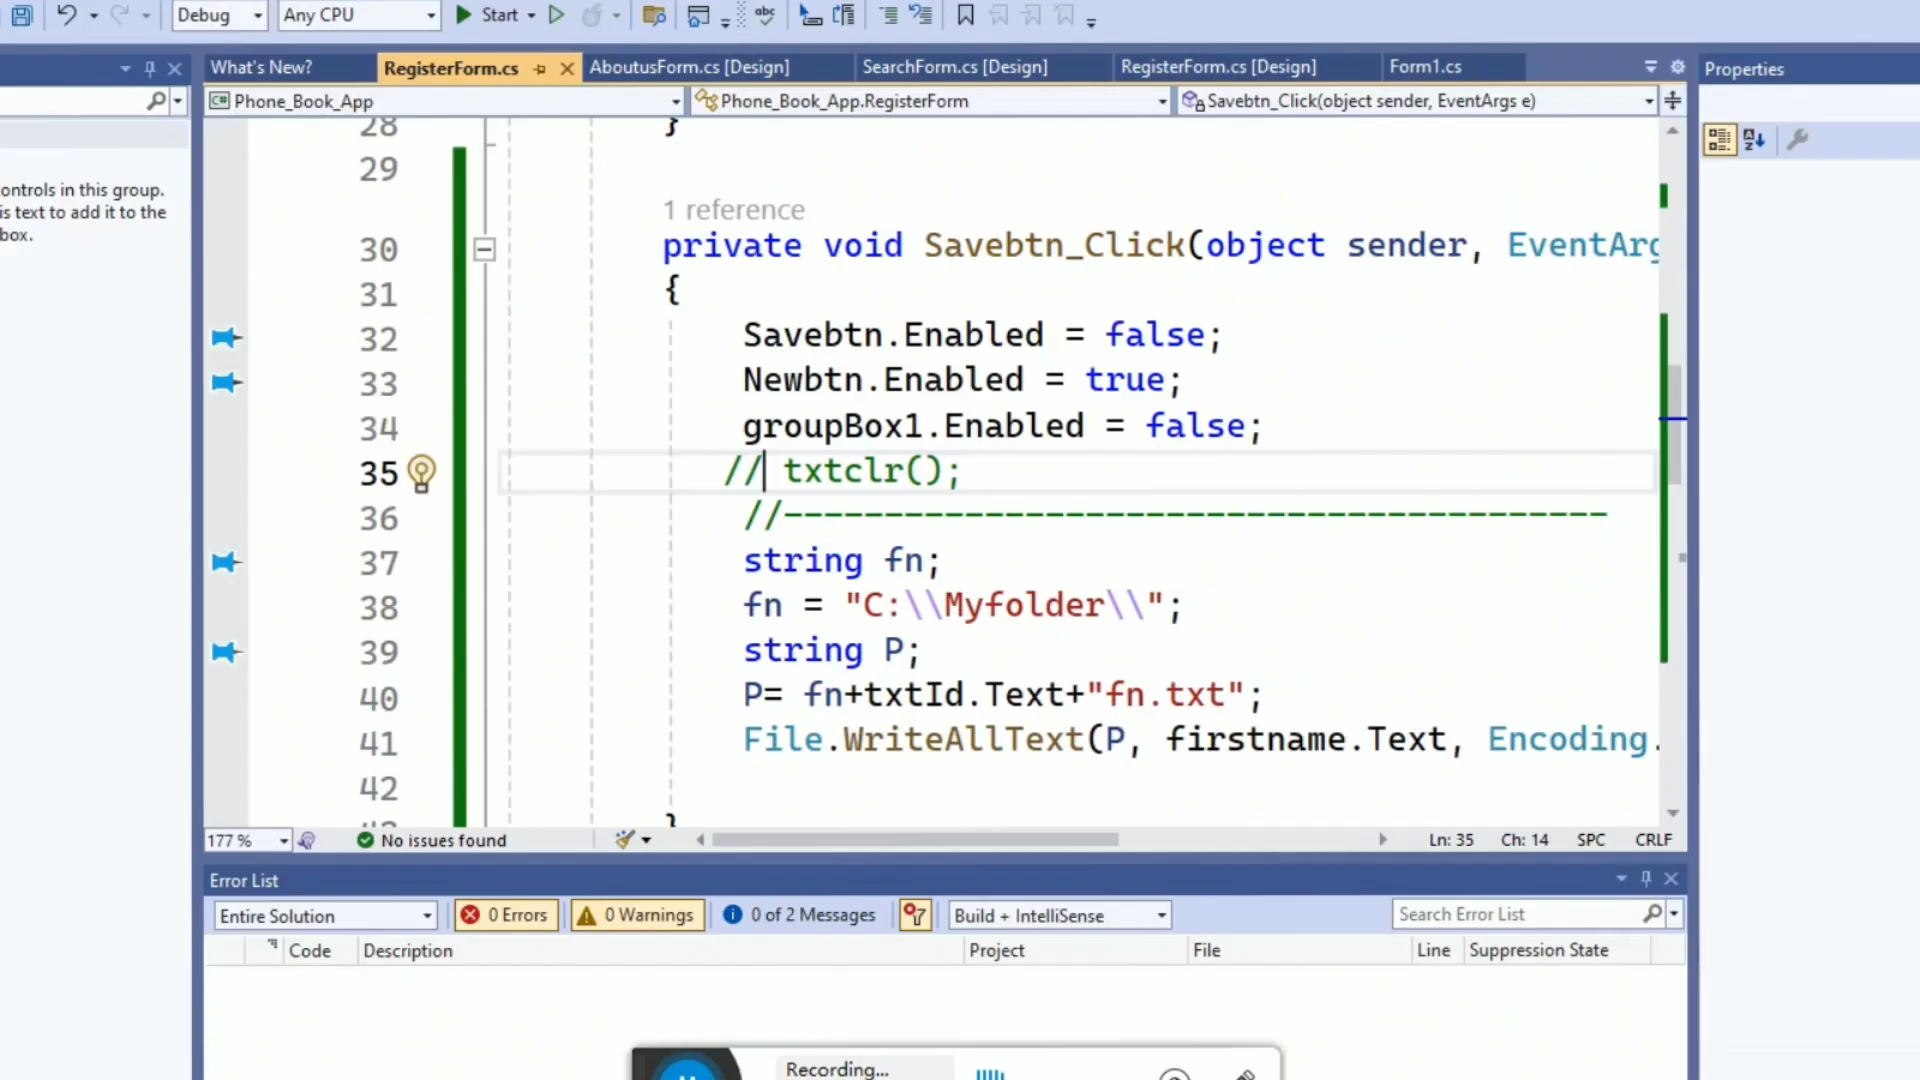 Debug
Any CPU
Start
abc
What's New?
RegisterForm.cs
AboutusForm.cs [Design]
SearchForm.cs [Design]
RegisterForm.cs [Design]
Form1.cs
Properties
Phone_Book_App
Phone_Book_App.RegisterForm
Savebtn_Click(object sender, EventArgs e)
ontrols in this group.
is text to add it to the
box.
28 }
29
1 reference
30 private void Savebtn_Click(object sender, EventArg
31 {
32 Savebtn.Enabled = false;
33 Newbtn.Enabled = true;
34 groupBox1.Enabled = false;
35 // txtclr();
36 //-----------------------------------------
37 string fn;
38 fn = "C:\\Myfolder\\";
39 string P;
40 P= fn+txtId.Text+"fn.txt";
41 File.WriteAllText(P, firstname.Text, Encoding.
42
}
177 %
No issues found
Ln: 35
Ch: 14
SPC
CRLF
Error List
Entire Solution
0 Errors
0 Warnings
0 of 2 Messages
Build + IntelliSense
Search Error List
Code
Description
Project
File
Line
Suppression State
Recording...